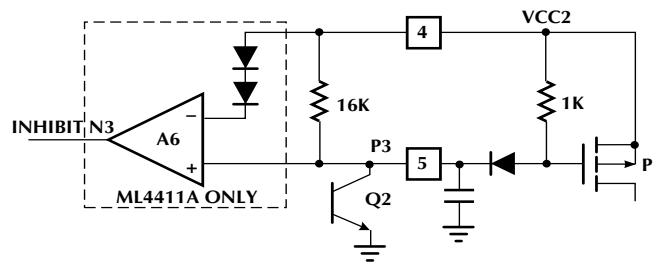 VCC2
4
16K
1K
INHIBIT N3
A6
−
+
P3
5
P
ML4411A ONLY
Q2